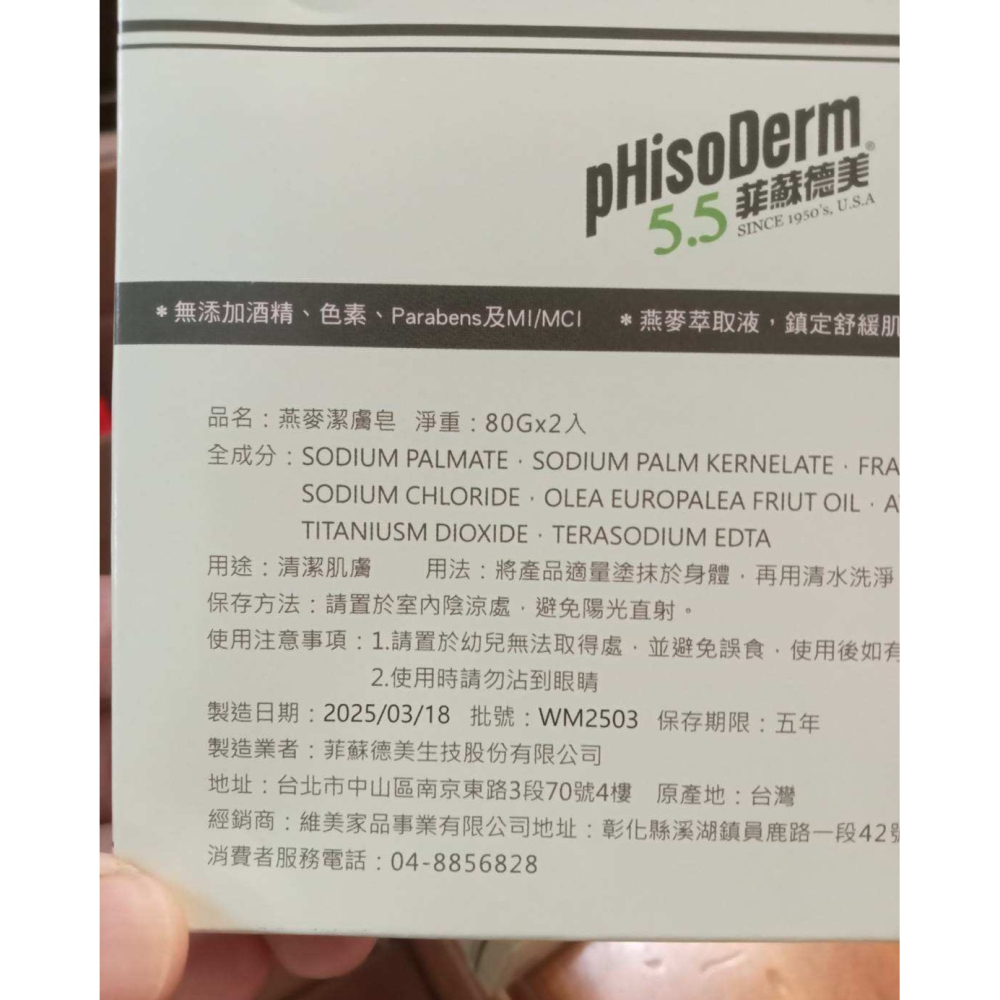 pHisoDerm®
5.5 菲蘇德美
SINCE 1950's, U.S.A
*無添加酒精、色素、Parabens及MI/MCI *燕麥萃取液，鎮定舒緩肌
品名：燕麥潔膚皂 淨重：80Gx2入
全成分：SODIUM PALMATE · SODIUM PALM KERNELATE · FRA
SODIUM CHLORIDE · OLEA EUROPALEA FRIUT OIL · A
TITANIUSM DIOXIDE · TERASODIUM EDTA
用途：清潔肌膚 用法：將產品適量塗抹於身體，再用清水洗淨
保存方法：請置於室內陰涼處，避免陽光直射。
使用注意事項：1.請置於幼兒無法取得處，並避免誤食，使用後如有
2.使用時請勿沾到眼睛
製造日期：2025/03/18 批號：WM2503 保存期限：五年
製造業者：菲蘇德美生技股份有限公司
地址：台北市中山區南京東路3段70號4樓 原產地：台灣
經銷商：維美家品事業有限公司地址：彰化縣溪湖鎮員鹿路一段42號
消費者服務電話：04-8856828